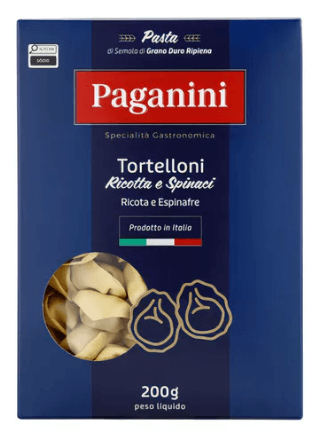 Pasta
di Semola di Grano Duro Ripiena
Paganini
Specialità Gastronomica
Tortelloni
Ricotta e Spinaci
Ricota e Espinafre
Prodotto in Italia
200g
peso líquido